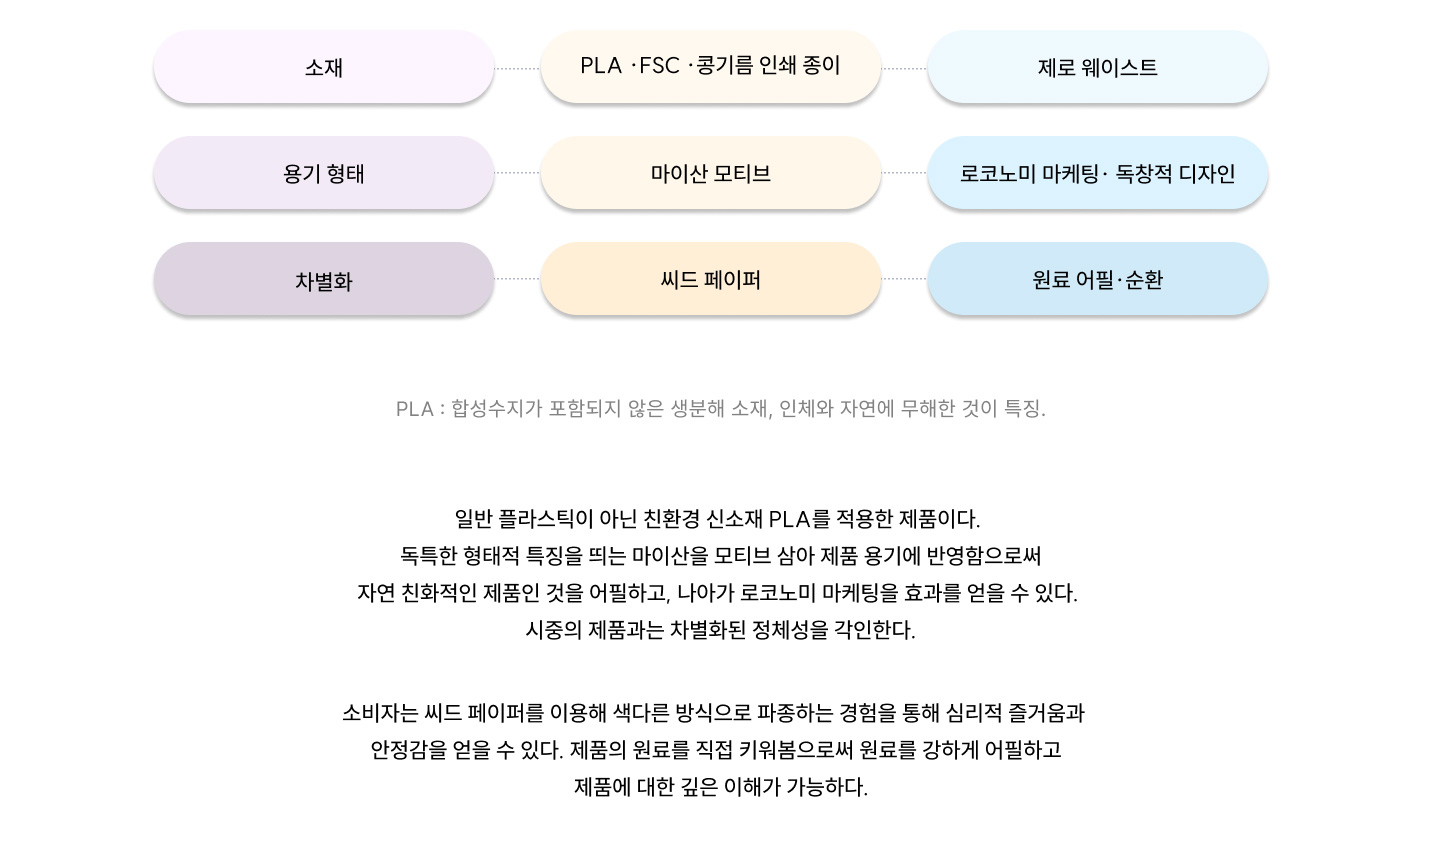 소재 PLA ·FSC ·콩기름 인쇄 종이 제로 웨이스트
용기 형태 마이산 모티브 로코노미 마케팅· 독창적 디자인
차별화 씨드 페이퍼 원료 어필·순환
PLA : 합성수지가 포함되지 않은 생분해 소재, 인체와 자연에 무해한 것이 특징.
일반 플라스틱이 아닌 친환경 신소재 PLA를 적용한 제품이다.
독특한 형태적 특징을 띄는 마이산을 모티브 삼아 제품 용기에 반영함으로써
자연 친화적인 제품인 것을 어필하고, 나아가 로코노미 마케팅을 효과를 얻을 수 있다.
시중의 제품과는 차별화된 정체성을 각인한다.
소비자는 씨드 페이퍼를 이용해 색다른 방식으로 파종하는 경험을 통해 심리적 즐거움과
안정감을 얻을 수 있다. 제품의 원료를 직접 키워봄으로써 원료를 강하게 어필하고
제품에 대한 깊은 이해가 가능하다.